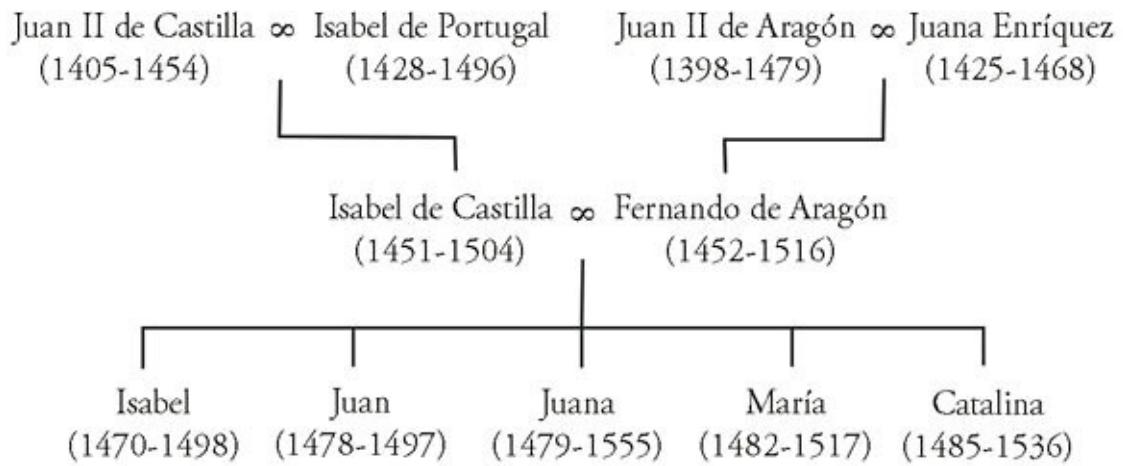 Juan II de Castilla ∞ Isabel de Portugal Juan II de Aragón ∞ Juana Enríquez
(1405-1454) (1428-1496) (1398-1479) (1425-1468)
Isabel de Castilla ∞ Fernando de Aragón
(1451-1504) (1452-1516)
Isabel Juan Juana María Catalina
(1470-1498) (1478-1497) (1479-1555) (1482-1517) (1485-1536)